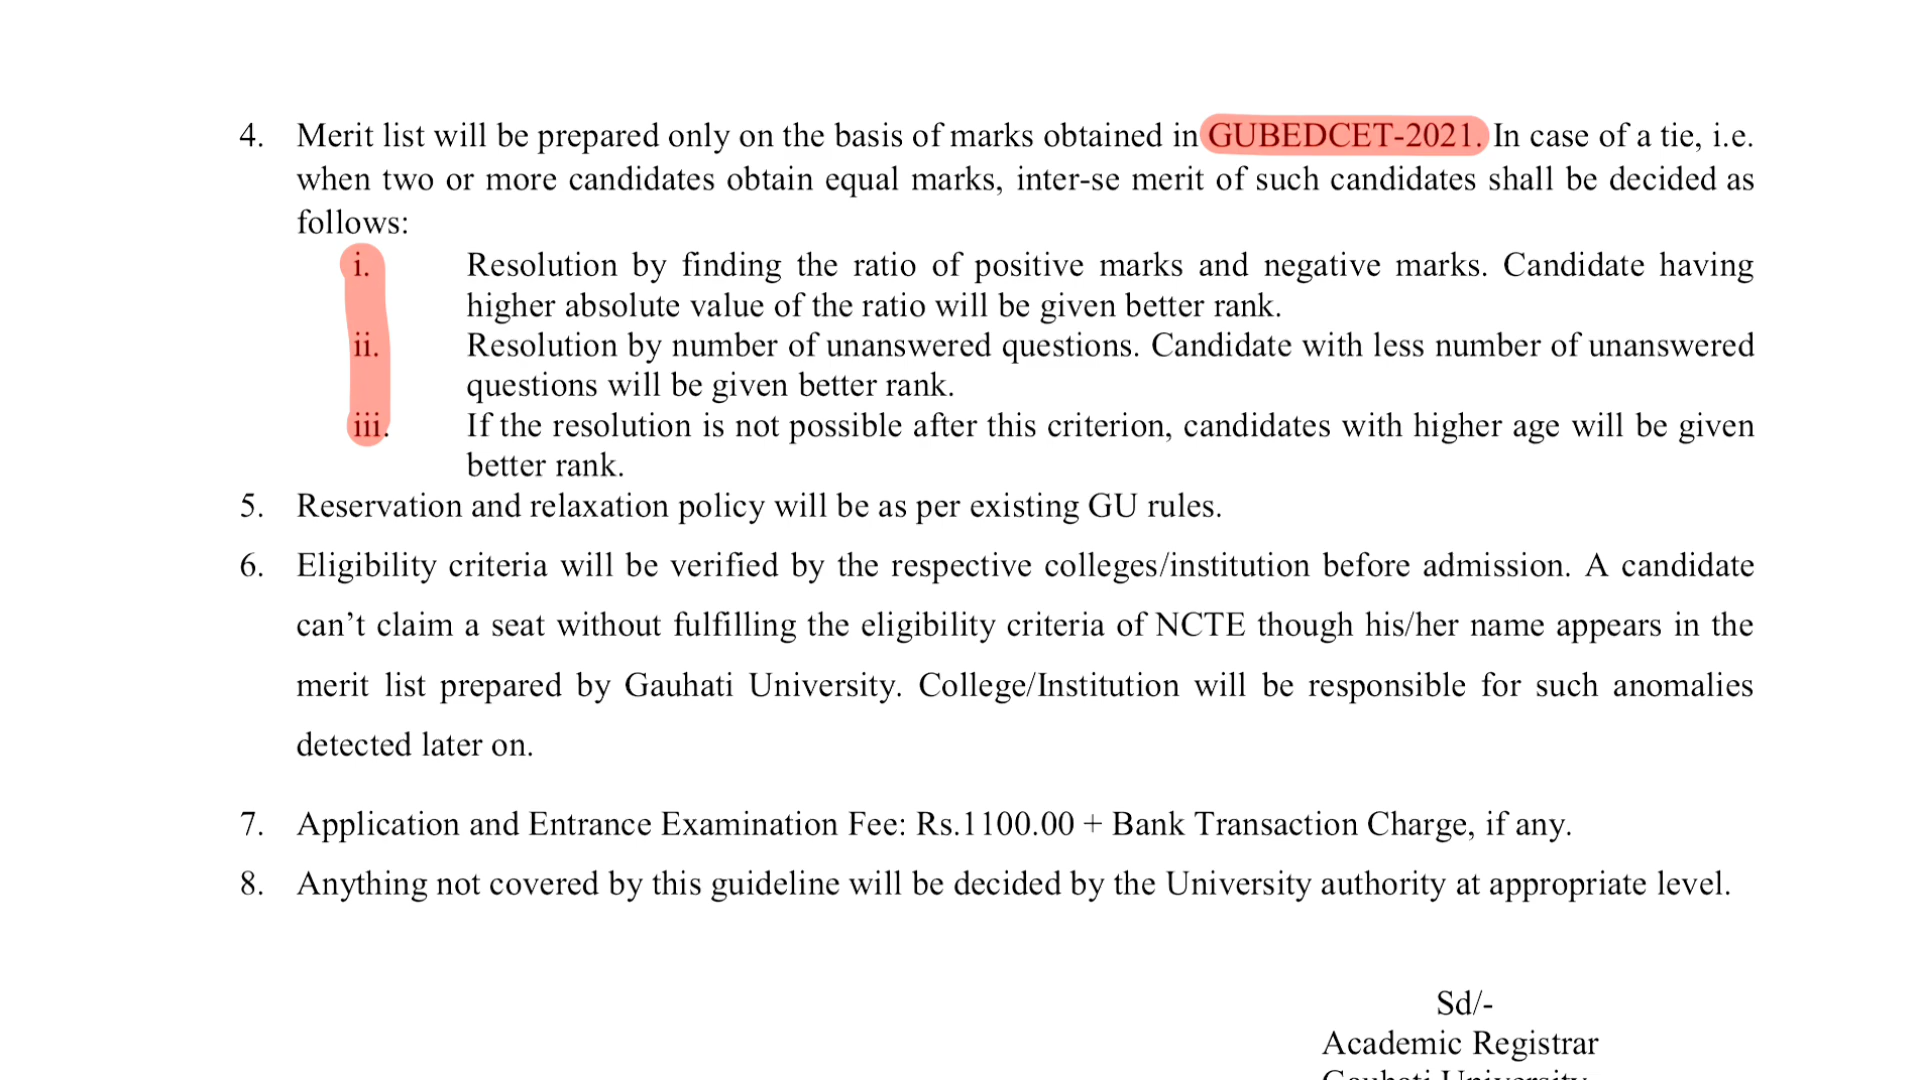 4. Merit list will be prepared only on the basis of marks obtained in GUBEDCET-2021. In case of a tie, i.e.
when two or more candidates obtain equal marks, inter-se merit of such candidates shall be decided as
follows:
i. Resolution by finding the ratio of positive marks and negative marks. Candidate having
higher absolute value of the ratio will be given better rank.
ii. Resolution by number of unanswered questions. Candidate with less number of unanswered
questions will be given better rank.
iii. If the resolution is not possible after this criterion, candidates with higher age will be given
better rank.
5. Reservation and relaxation policy will be as per existing GU rules.
6. Eligibility criteria will be verified by the respective colleges/institution before admission. A candidate
can’t claim a seat without fulfilling the eligibility criteria of NCTE though his/her name appears in the
merit list prepared by Gauhati University. College/Institution will be responsible for such anomalies
detected later on.
7. Application and Entrance Examination Fee: Rs.1100.00 + Bank Transaction Charge, if any.
8. Anything not covered by this guideline will be decided by the University authority at appropriate level.
Sd/-
Academic Registrar
Gauhati University